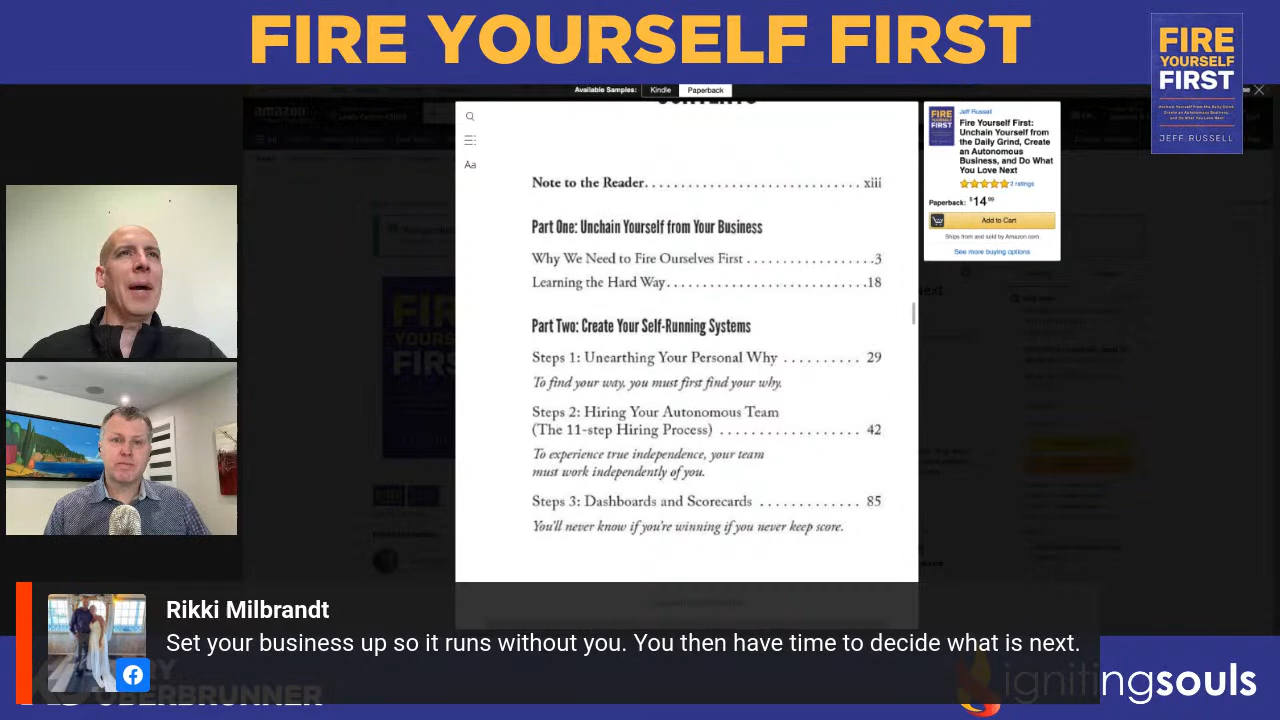 FIRE YOURSELF FIRST
FIRE
YOURSELF
FIRST
JEFF RUSSELL
Available Samples:
Kindle
Paperback
CONTENTS
Note to the Reader. . . . . . . . . . . . . . . . . . . . . . . . . . . . . xiii
Part One: Unchain Yourself from Your Business
Why We Need to Fire Ourselves First . . . . . . . . . . . . . . . .3
Learning the Hard Way. . . . . . . . . . . . . . . . . . . . . . . . . . .18
Part Two: Create Your Self-Running Systems
Steps 1: Unearthing Your Personal Why . . . . . . . . . . 29
To find your way, you must first find your why.
Steps 2: Hiring Your Autonomous Team
(The 11-step Hiring Process) . . . . . . . . . . . . . . . . . . 42
To experience true independence, your team
must work independently of you.
Steps 3: Dashboards and Scorecards . . . . . . . . . . . . . 85
You'll never know if you're winning if you never keep score.
Aa
Jeff Russell
Fire Yourself First:
Unchain Yourself from
the Daily Grind, Create
an Autonomous
Business, and Do What
You Love Next
2 ratings
Paperback: $14.99
Add to Cart
Ships from and sold by Amazon.com.
See more buying options
Rikki Milbrandt
Set your business up so it runs without you. You then have time to decide what is next.
OBERBRUNNER
ignitingsouls